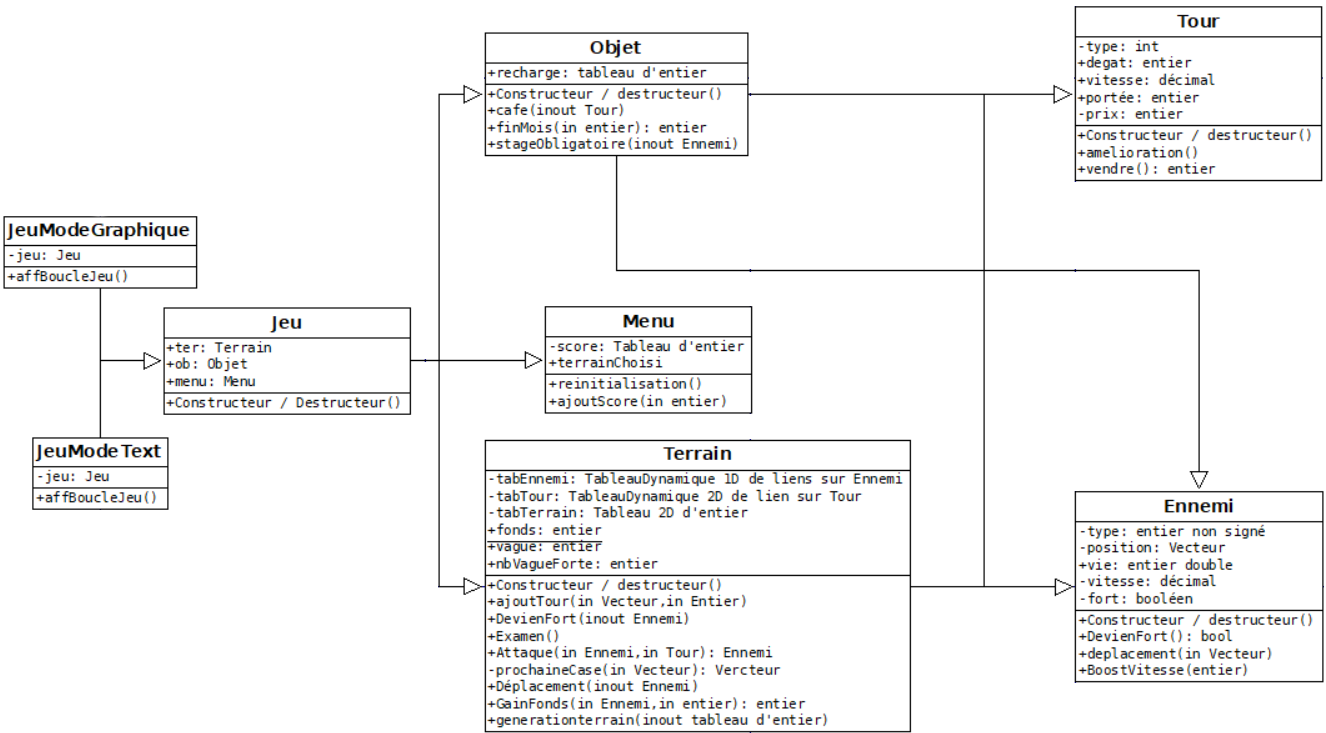 Objet
+recharge: tableau d'entier
+Constructeur / destructeur()
+cafe(inout Tour)
+finMois(in entier): entier
+stageObligatoire(inout Ennemi)
Tour
-type: int
+degat: entier
+vitesse: décimal
+portée: entier
-prix: entier
+Constructeur / destructeur()
+amelioration()
+vendre(): entier
JeuModeGraphique
-jeu: Jeu
+affBoucleJeu()
Jeu
+ter: Terrain
+ob: Objet
+menu: Menu
+Constructeur / Destructeur()
Menu
-score: Tableau d'entier
+terrainChoisi
+reinitialisation()
+ajoutScore(in entier)
JeuModeText
-jeu: Jeu
+affBoucleJeu()
Terrain
-tabEnnemi: TableauDynamique 1D de liens sur Ennemi
-tabTour: TableauDynamique 2D de lien sur Tour
-tabTerrain: Tableau 2D d'entier
+fonds: entier
+vague: entier
+nbVagueForte: entier
+Constructeur / destructeur()
+ajoutTour(in Vecteur,in Entier)
+DevienFort(inout Ennemi)
+Examen()
+Attaque(in Ennemi,in Tour): Ennemi
-prochaineCase(in Vecteur): Vercteur
+Déplacement(inout Ennemi)
+GainFonds(in Ennemi,in entier): entier
+generationterrain(inout tableau d'entier)
Ennemi
-type: entier non signé
-position: Vecteur
+vie: entier double
-vitesse: décimal
-fort: booléen
+Constructeur / destructeur()
+DevienFort(): bool
+deplacement(in Vecteur)
+BoostVitesse(entier)